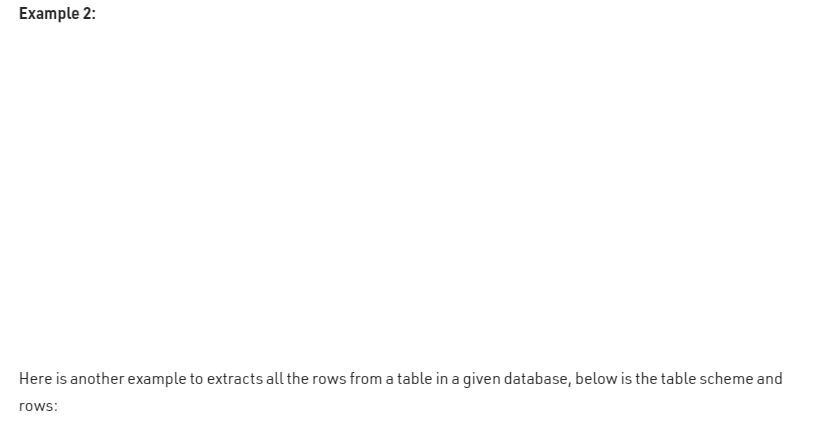 Example 2:
Here is another example to extracts all the rows from a table in a given database, below is the table scheme and
rows: